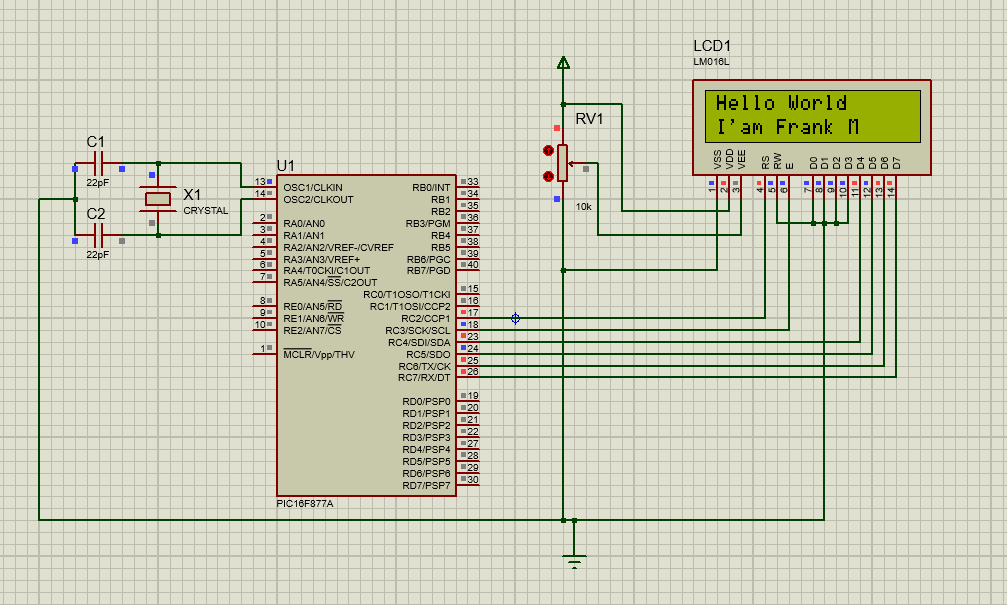 LCD1
LM016L
Hello World
I'am Frank M
VSS
VDD
VEE
RS
RW
E
D0
D1
D2
D3
D4
D5
D6
D7
1
2
3
4
5
6
7
8
9
10
11
12
13
14
RV1
10k
C1
22pF
C2
22pF
X1
CRYSTAL
U1
13 OSC1/CLKIN
14 OSC2/CLKOUT
2 RA0/AN0
3 RA1/AN1
4 RA2/AN2/VREF-/CVREF
5 RA3/AN3/VREF+
6 RA4/T0CKI/C1OUT
7 RA5/AN4/SS/C2OUT
8 RE0/AN5/RD
9 RE1/AN6/WR
10 RE2/AN7/CS
1 MCLR/Vpp/THV
RB0/INT 33
RB1 34
RB2 35
RB3/PGM 36
RB4 37
RB5 38
RB6/PGC 39
RB7/PGD 40
RC0/T1OSO/T1CKI 15
RC1/T1OSI/CCP2 16
RC2/CCP1 17
RC3/SCK/SCL 18
RC4/SDI/SDA 23
RC5/SDO 24
RC6/TX/CK 25
RC7/RX/DT 26
RD0/PSP0 19
RD1/PSP1 20
RD2/PSP2 21
RD3/PSP3 22
RD4/PSP4 27
RD5/PSP5 28
RD6/PSP6 29
RD7/PSP7 30
PIC16F877A